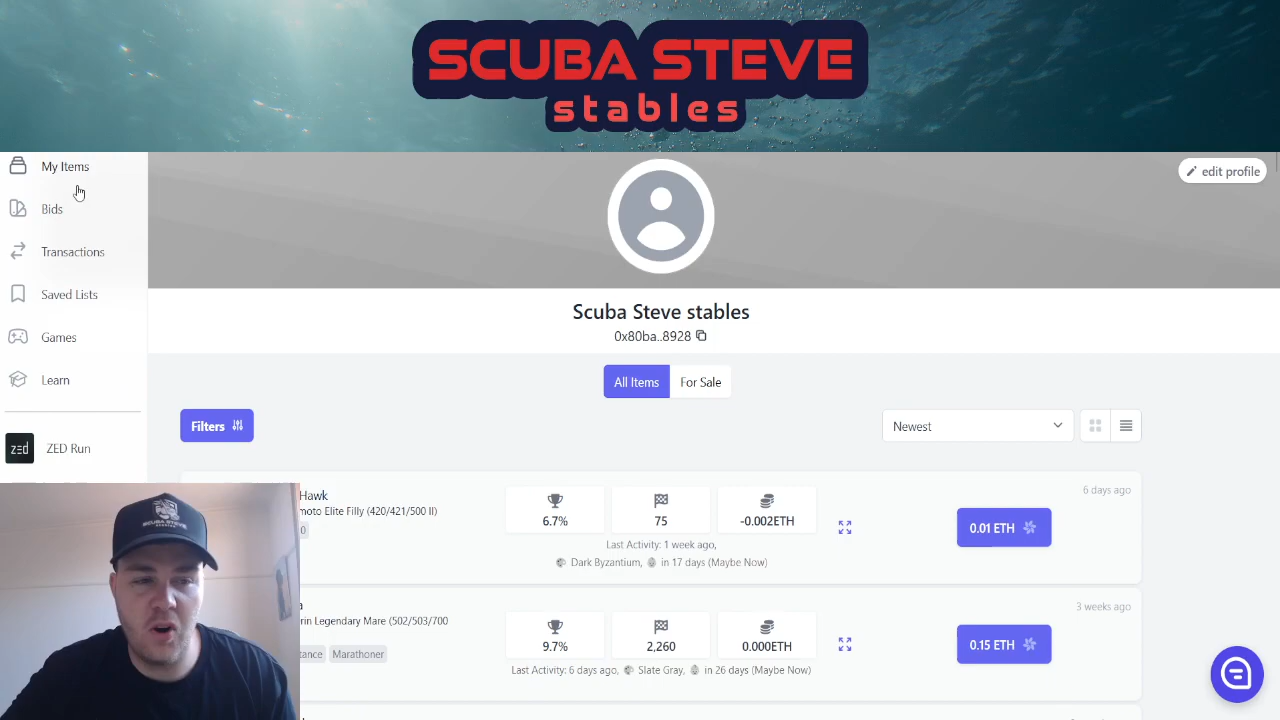 SCUBA STEVE
stables
My Items
Bids
Transactions
Saved Lists
Games
Learn
zed ZED Run
edit profile
Scuba Steve stables
0x80ba..8928
All Items For Sale
Filters
Newest
Hawk
moto Elite Filly (420/421/500 II)
0
6.7%
75
-0.002ETH
Last Activity: 1 week ago,
Dark Byzantium, in 17 days (Maybe Now)
6 days ago
0.01 ETH
a
rin Legendary Mare (502/503/700
tance Marathoner
9.7%
2,260
0.000ETH
Last Activity: 6 days ago, Slate Gray, in 26 days (Maybe Now)
3 weeks ago
0.15 ETH
SCUBA STEVE